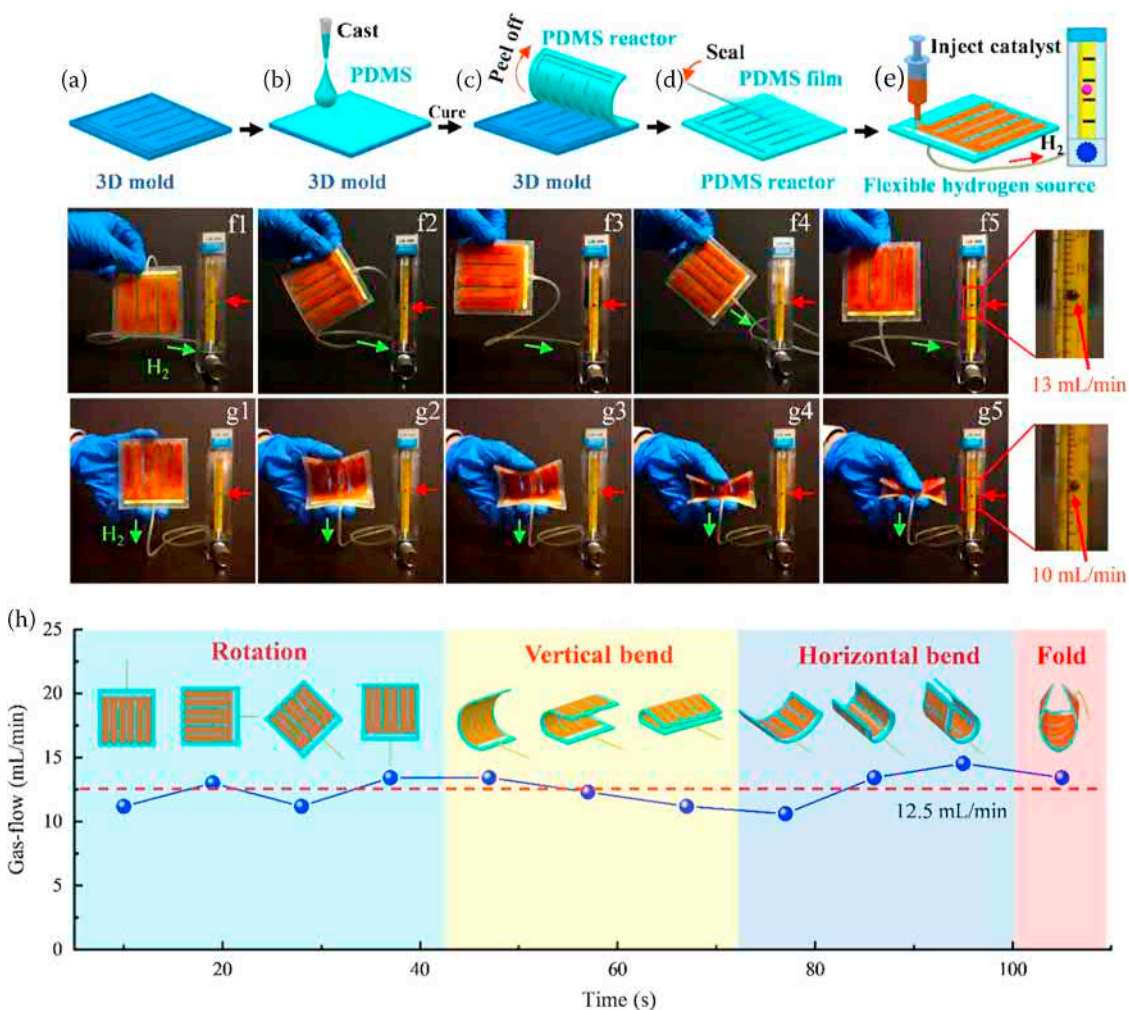 (a)
(b)
Cast
PDMS
(c)
Peel off
PDMS reactor
(d)
Seal
PDMS film
(e)
Inject catalyst
Cure
H2
3D mold
3D mold
3D mold
PDMS reactor
Flexible hydrogen source
f1
f2
f3
f4
f5
H2
13 mL/min
g1
g2
g3
g4
g5
H2
10 mL/min
(h)
25
20
15
10
5
0
Gas-flow (mL/min)
Rotation
Vertical bend
Horizontal bend
Fold
12.5 mL/min
20
40
60
80
100
Time (s)